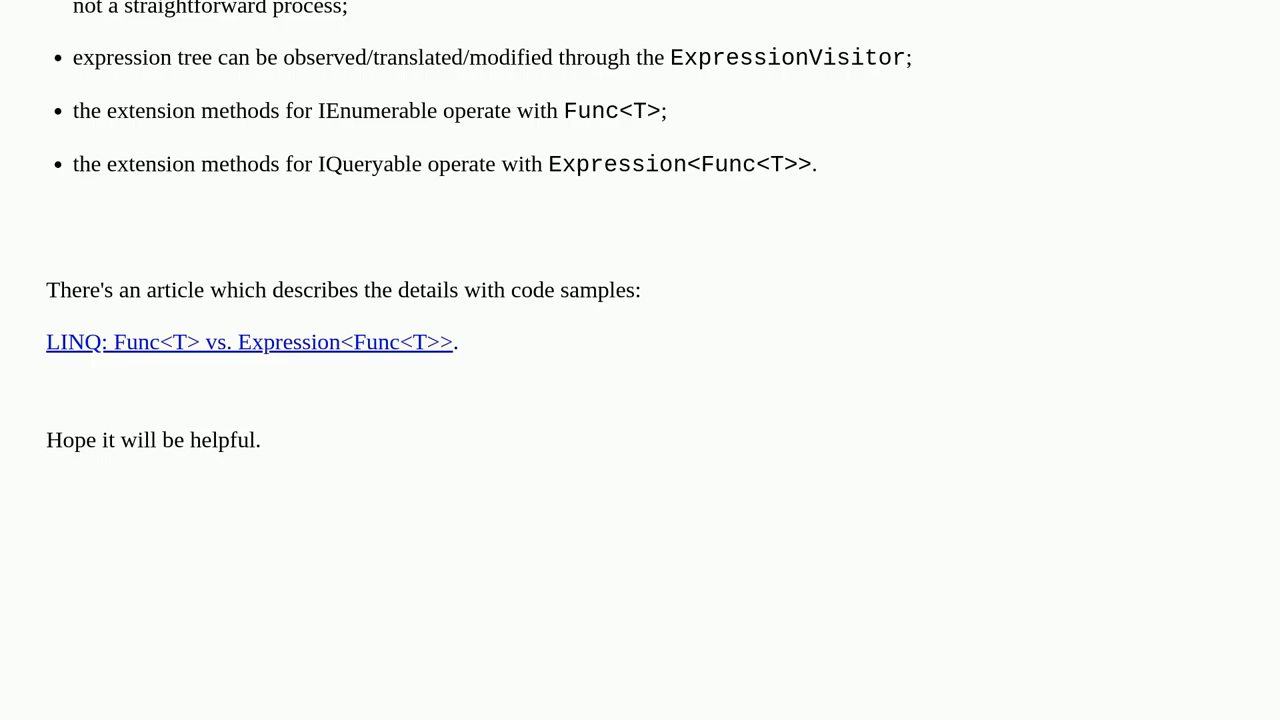 not a straightforward process;
• expression tree can be observed/translated/modified through the ExpressionVisitor;
• the extension methods for IEnumerable operate with Func<T>;
• the extension methods for IQueryable operate with Expression<Func<T>>.
There's an article which describes the details with code samples:
LINQ: Func<T> vs. Expression<Func<T>>.
Hope it will be helpful.